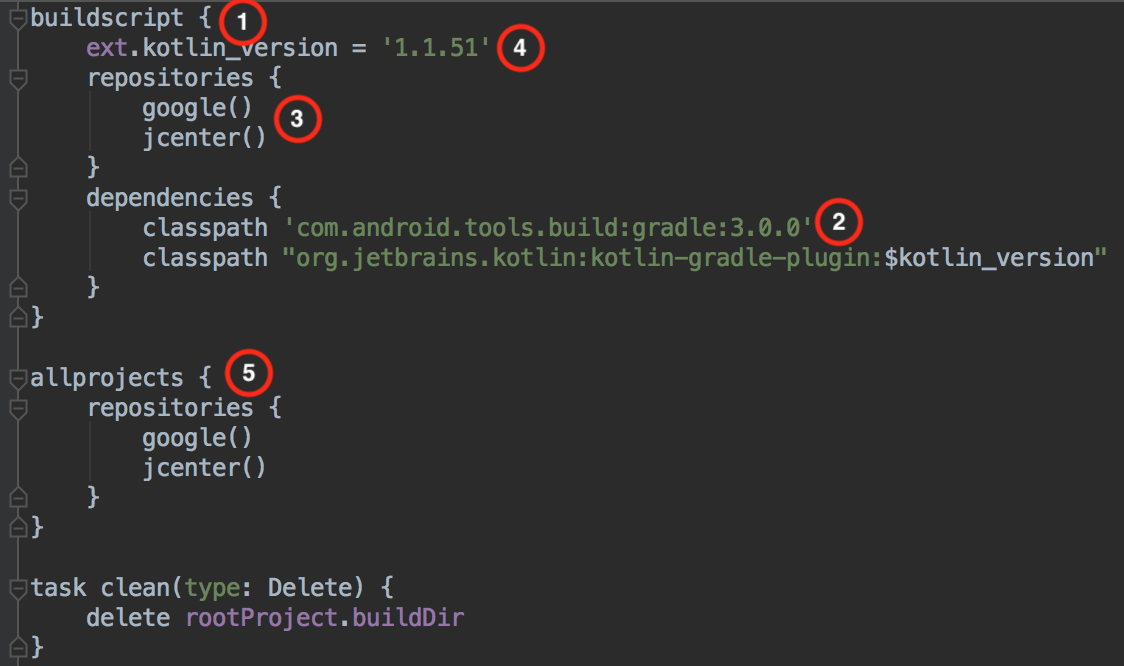 buildscript { 1
ext.kotlin_version = '1.1.51' 4
repositories {
google()
3
jcenter()
}
dependencies {
classpath 'com.android.tools.build:gradle:3.0.0' 2
classpath "org.jetbrains.kotlin:kotlin-gradle-plugin:$kotlin_version"
}
}
allprojects { 5
repositories {
google()
jcenter()
}
}
task clean(type: Delete) {
delete rootProject.buildDir
}